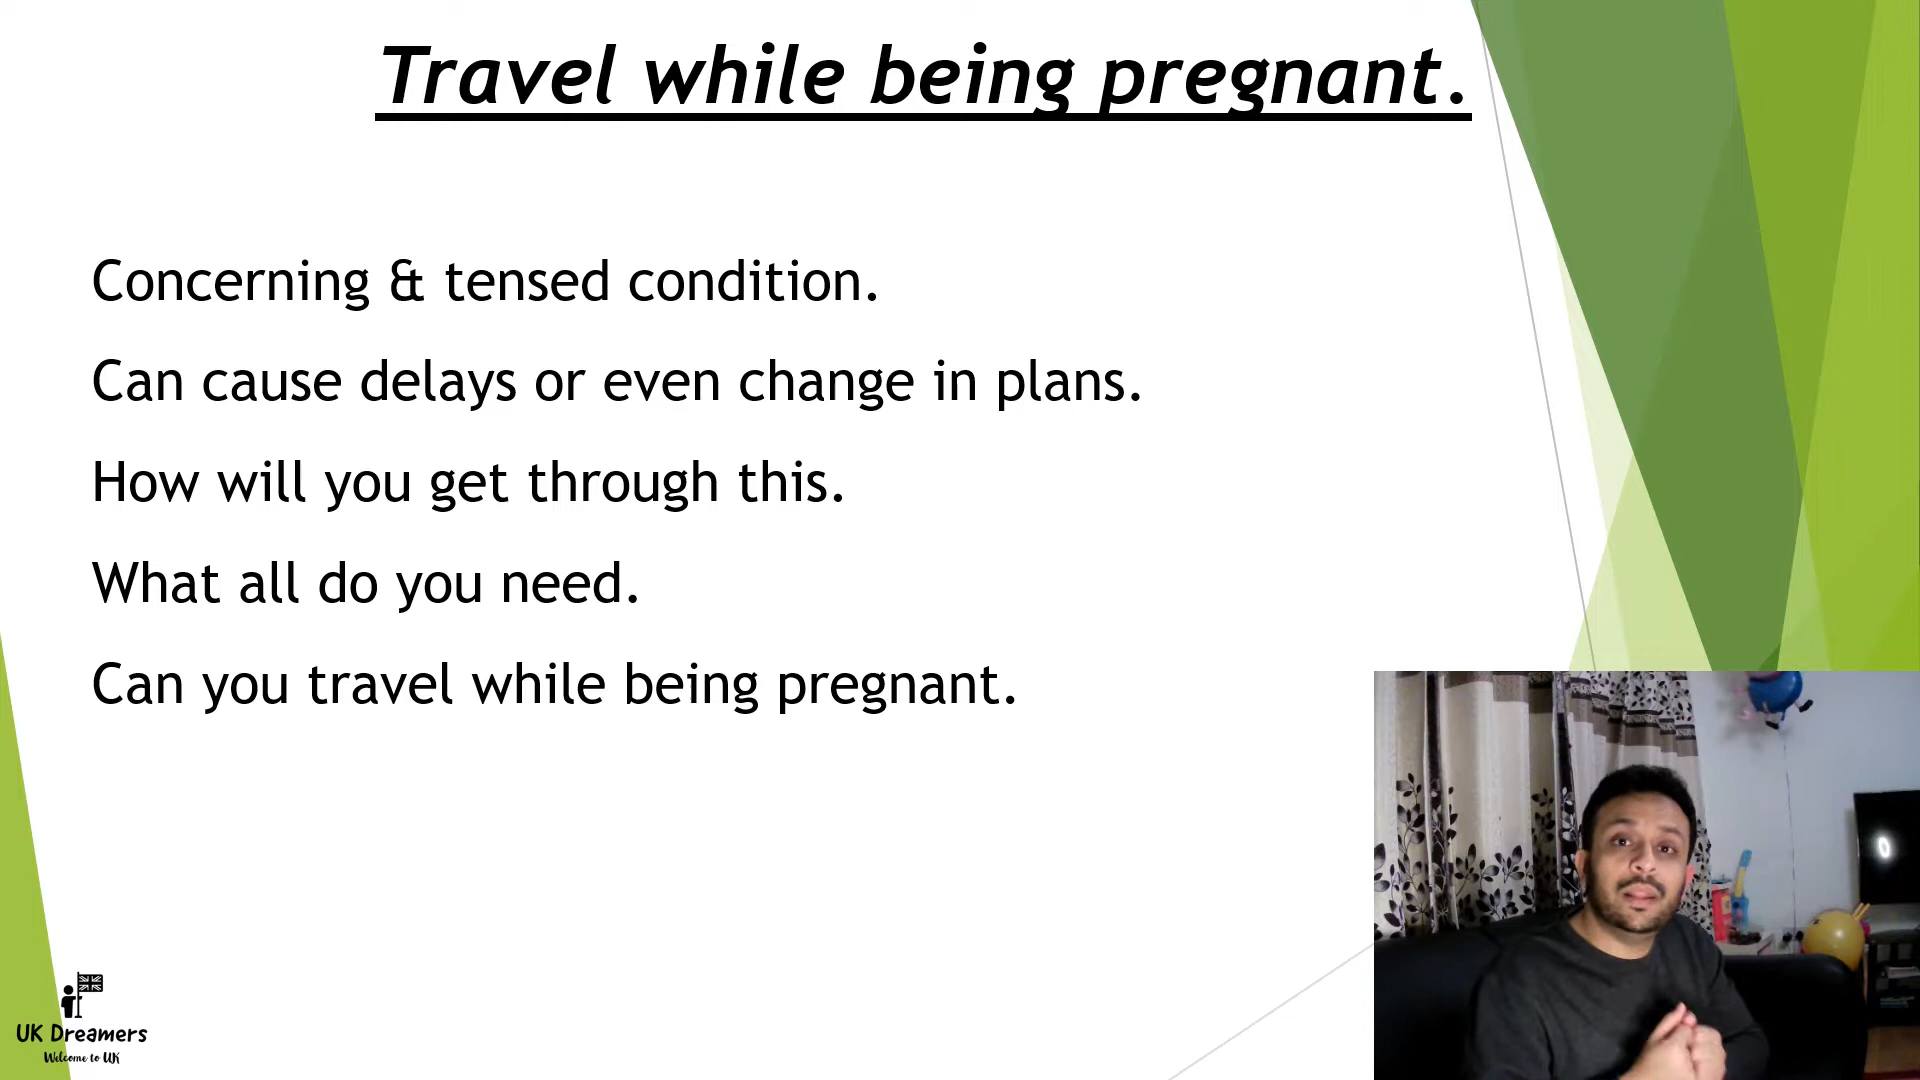 Travel while being pregnant.
Concerning & tensed condition.
Can cause delays or even change in plans.
How will you get through this.
What all do you need.
Can you travel while being pregnant.
UK Dreamers
Welcome to UK